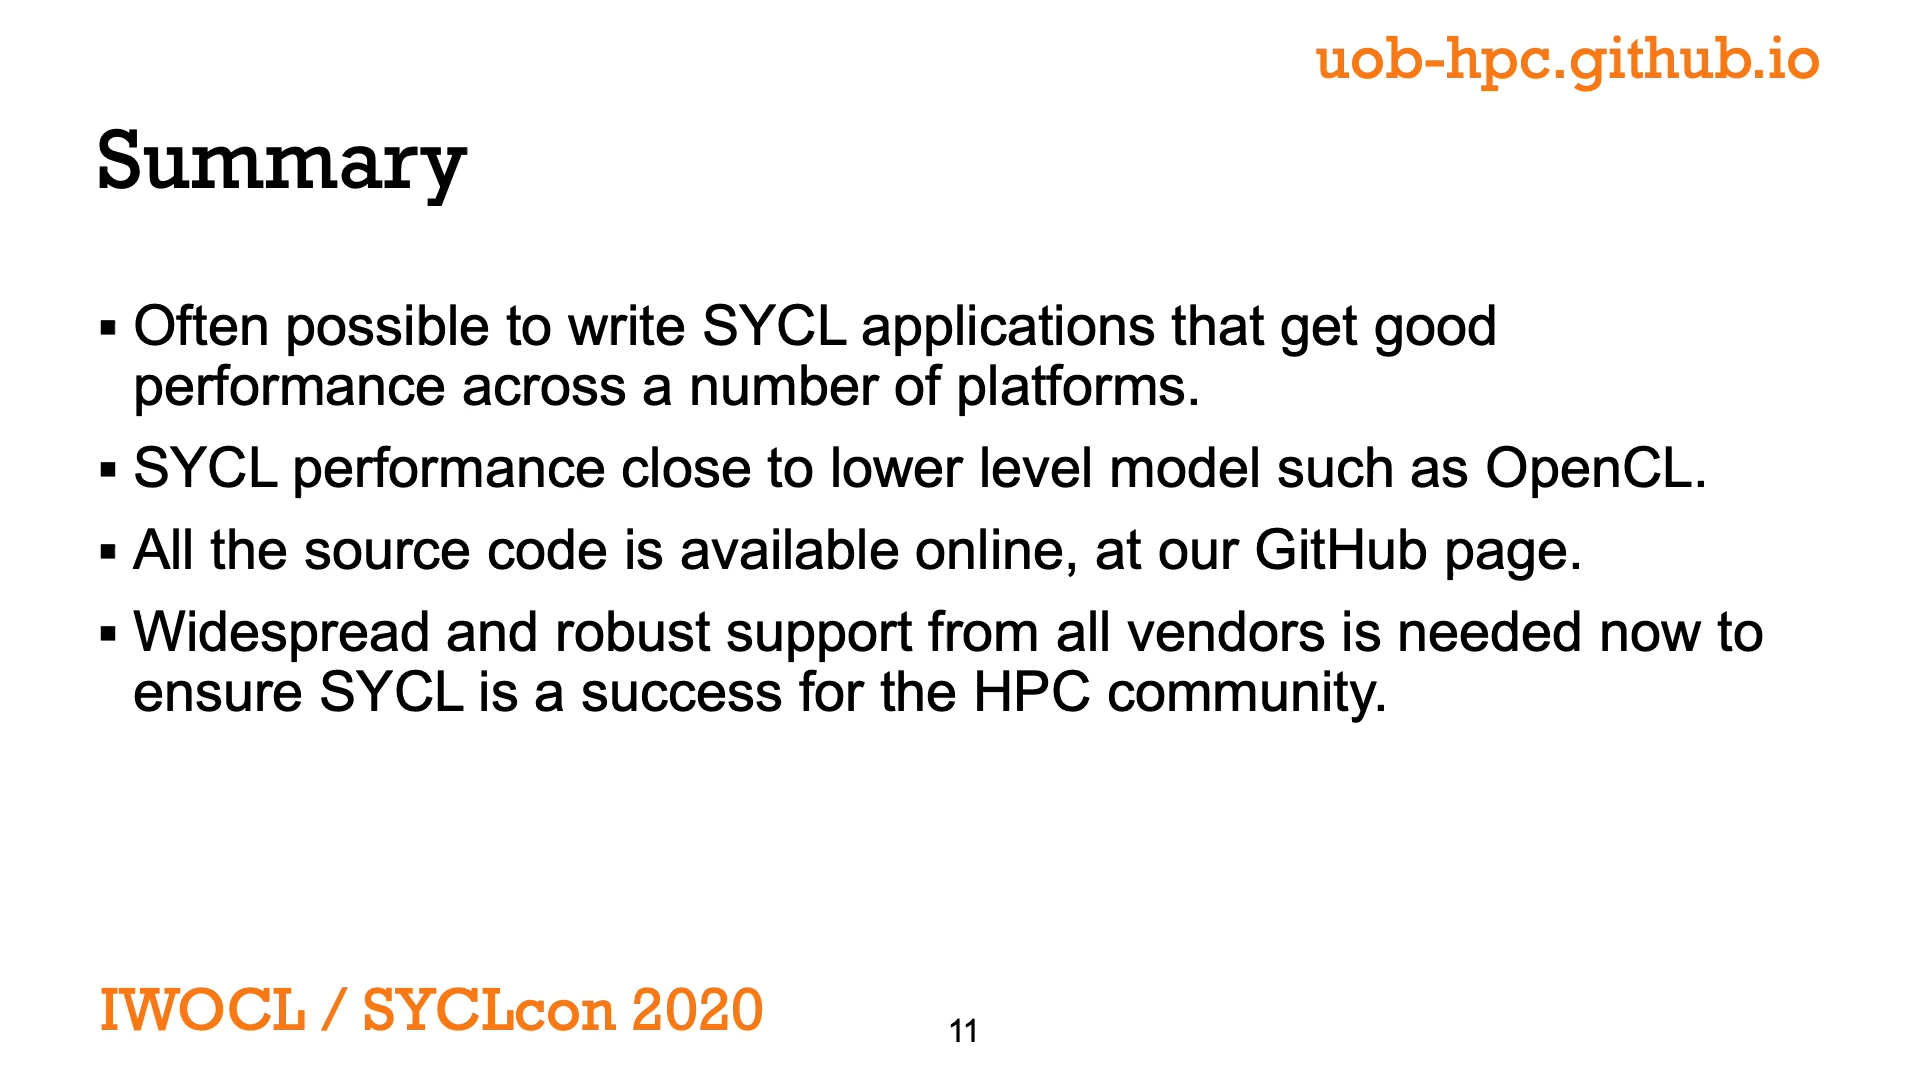 uob-hpc.github.io
Summary
▪ Often possible to write SYCL applications that get good
performance across a number of platforms.
▪ SYCL performance close to lower level model such as OpenCL.
▪ All the source code is available online, at our GitHub page.
▪ Widespread and robust support from all vendors is needed now to
ensure SYCL is a success for the HPC community.
IWOCL / SYCLcon 2020
11